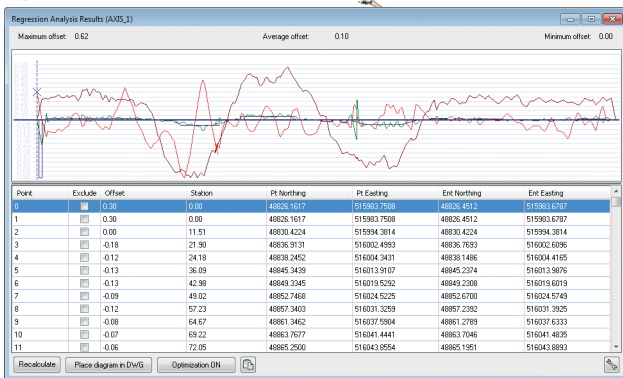 Regression Analysis Results (AXIS_1)
Maximum offset: 0.62 Average offset: 0.10 Minimum offset: 0.00
Point Exclude Offset Station Pt Northing Pt Easting Ent Northing Ent Easting
0 0.30 0.00 48826.1617 515983.7508 48826.4512 515983.6787
1 0.30 0.00 48826.1617 515983.7508 48826.4512 515983.6787
2 0.00 11.51 48830.4224 515994.3814 48830.4224 515994.3814
3 -0.18 21.90 48836.9131 516002.4993 48836.7693 516002.6096
4 -0.12 24.18 48838.2452 516004.3431 48838.1486 516004.4165
5 -0.13 36.09 48845.3439 516013.9107 48845.2374 516013.9876
6 -0.13 42.98 48849.3345 516019.5292 48849.2308 516019.6019
7 -0.09 49.02 48852.7468 516024.5225 48852.6700 516024.5749
8 -0.12 57.23 48857.3403 516031.3259 48857.2392 516031.3925
9 -0.08 64.67 48861.3462 516037.5904 48861.2789 516037.6333
10 -0.07 69.22 48863.7677 516041.4441 48863.7046 516041.4835
11 -0.06 72.05 48865.2500 516043.8554 48865.1951 516043.8893
Recalculate Place diagram in DWG Optimization ON